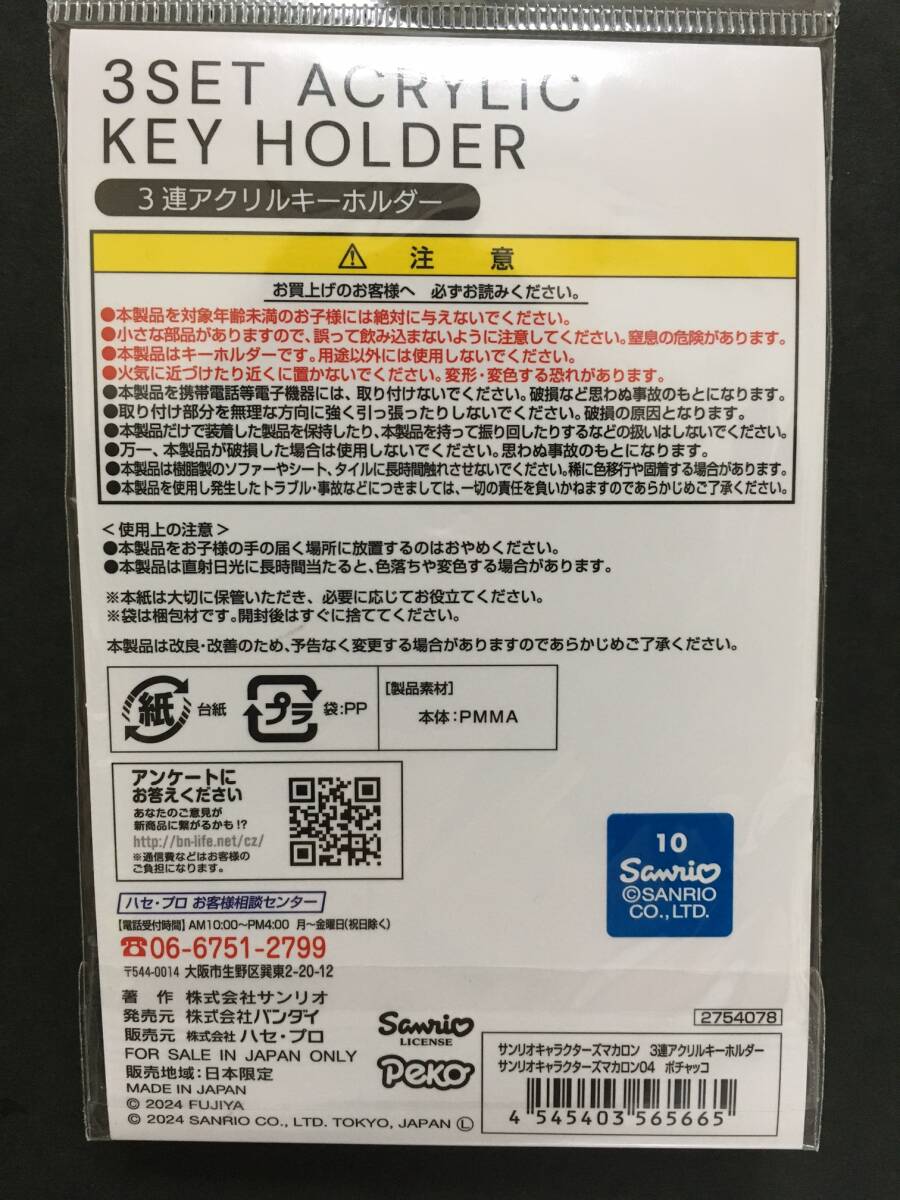 3SET ACRYLIC
KEY HOLDER
3連アクリルキーホルダー
注 意
お買上げのお客様へ 必ずお読みください。
●本製品を対象年齢未満のお子様には絶対に与えないでください。
●小さな部品がありますので、誤って飲み込まないように注意してください。窒息の危険があります。
●本製品はキーホルダーです。用途以外には使用しないでください。
●火気に近づけたり近くに置かないでください。変形・変色する恐れがあります。
●本製品を携帯電話等電子機器には、取り付けないでください。破損など思わぬ事故のもとになります。
●取り付け部分を無理な方向に強く引っ張ったりしないでください。破損の原因となります。
●本製品だけで装着した製品を保持したり、本製品を持って振り回したりするなどの扱いはしないでください。
●万一、本製品が破損した場合は使用しないでください。思わぬ事故のもとになります。
●本製品は樹脂製のソファーやシート、タイルに長時間触れさせないでください。稀に色移行や固着する場合があります。
●本製品を使用し発生したトラブル・事故などにつきましては、一切の責任を負いかねますのであらかじめご了承ください。
<使用上の注意>
●本製品をお子様の手の届く場所に放置するのはおやめください。
●本製品は直射日光に長時間当たると、色落ちや変色する場合があります。
※本紙は大切に保管いただき、必要に応じてお役立てください。
※袋は梱包材です。開封後はすぐに捨ててください。
本製品は改良・改善のため、予告なく変更する場合がありますのであらかじめご了承ください。
紙 台紙 プラ 袋:PP
[製品素材]
本体:PMMA
アンケートに
お答えください
あなたのご意見が
新商品に繋がるかも!?
http://bn-life.net/cz/
※通信費などはお客様の
ご負担になります。
10
Sanrio
©SANRIO
CO., LTD.
ハセ・プロ お客様相談センター
【電話受付時間】AM10:00～PM4:00 月～金曜日(祝日除く)
☎06-6751-2799
〒544-0014 大阪市生野区巽東2-20-12
著 作 株式会社サンリオ
発売元 株式会社バンダイ
販売元 株式会社 ハセ・プロ
FOR SALE IN JAPAN ONLY
販売地域:日本限定
MADE IN JAPAN
© 2024 FUJIYA
© 2024 SANRIO CO., LTD. TOKYO, JAPAN Ⓛ
Sanrio
LICENSE
PeKo
2754078
サンリオキャラクターズマカロン 3連アクリルキーホルダー
サンリオキャラクターズマカロン04 ポチャッコ
4 545403 565665